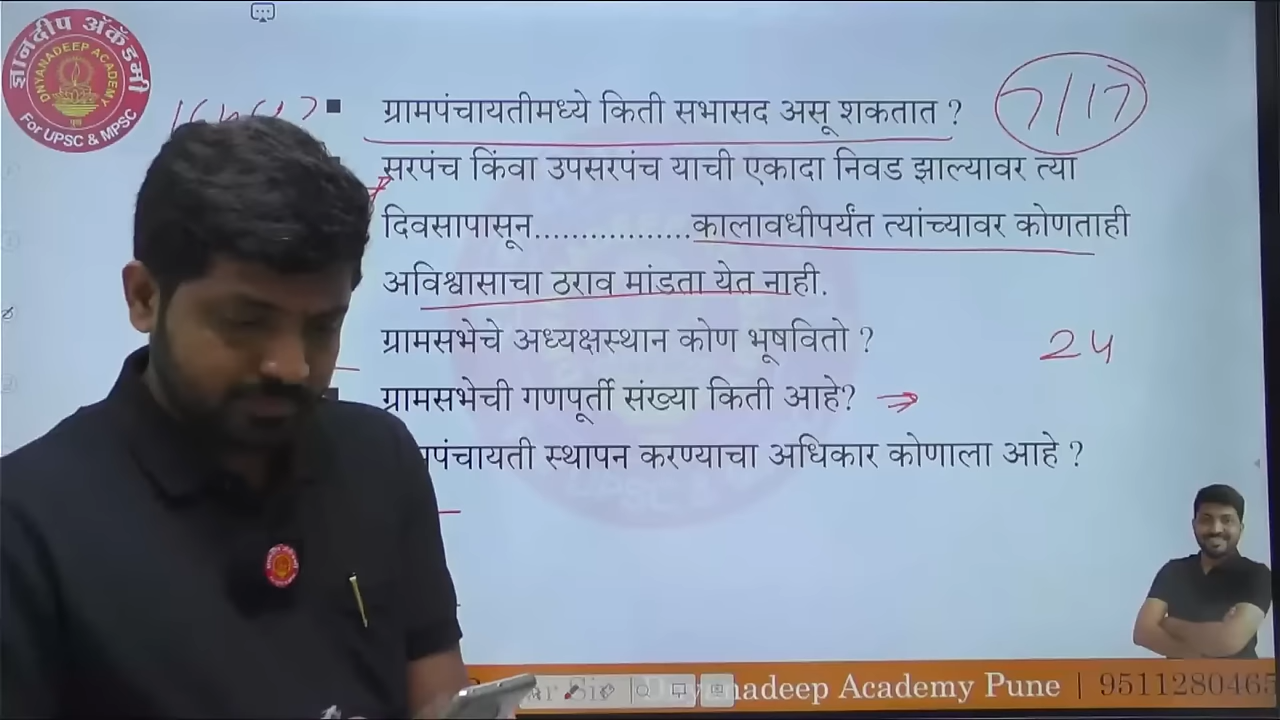 ज्ञानदीप ॲकॅडमी
DNYANADEEP ACADEMY
पुणे
For UPSC & MPSC
7/17
ग्रामपंचायतीमध्ये किती सभासद असू शकतात ?
सरपंच किंवा उपसरपंच याची एकादा निवड झाल्यावर त्या
दिवसापासून.................कालावधीपर्यंत त्यांच्यावर कोणताही
अविश्वासाचा ठराव मांडता येत नाही.
ग्रामसभेचे अध्यक्षस्थान कोण भूषवितो ?
24
ग्रामसभेची गणपूर्ती संख्या किती आहे?
पंचायती स्थापन करण्याचा अधिकार कोणाला आहे ?
Academy Pune | 9511280465